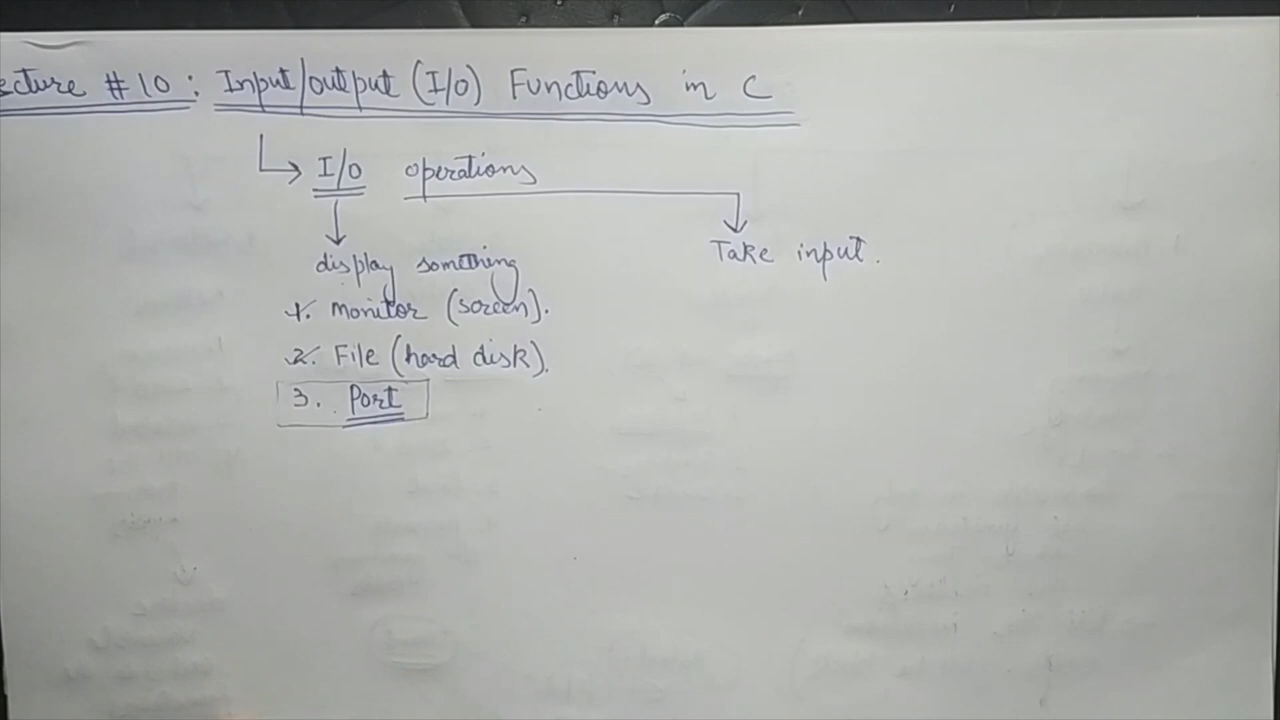 ecture #10: Input/output (I/O) Functions in C
I/O operations
display something
Take input.
1. Monitor (screen).
2. File (hard disk).
3. Port